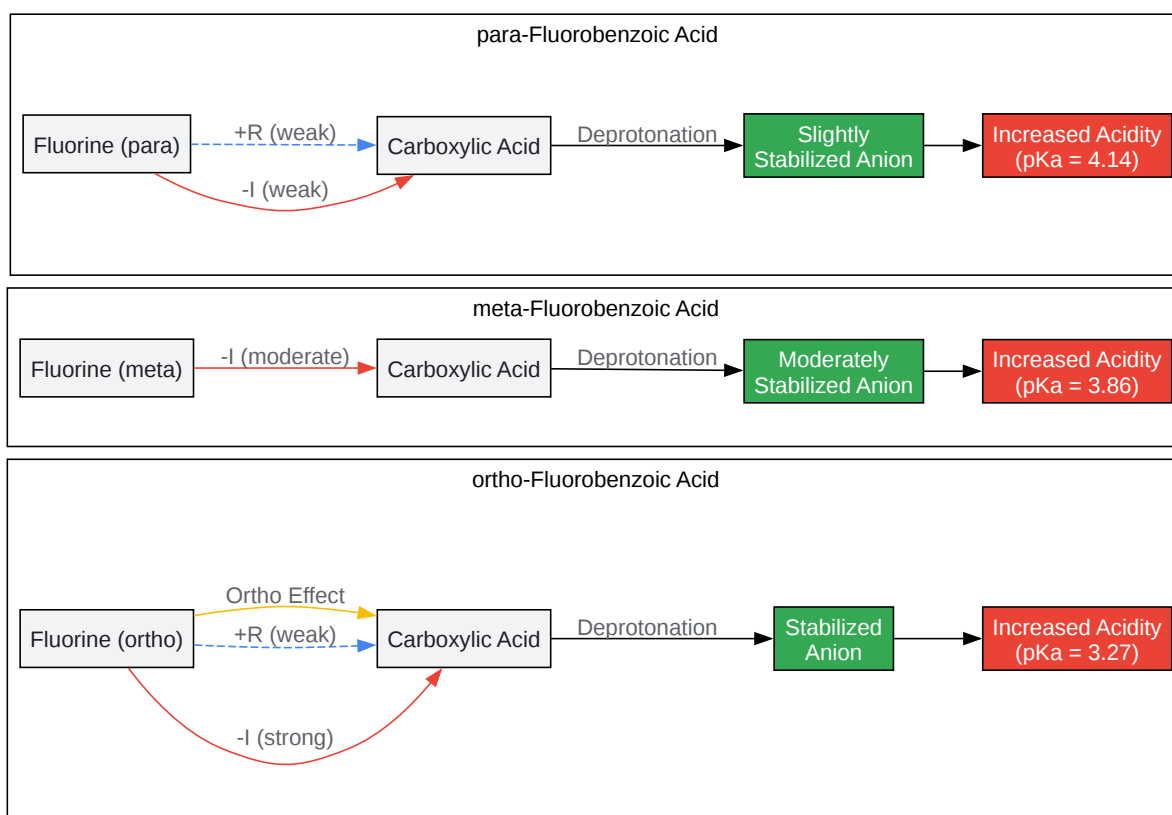 para-Fluorobenzoic Acid
Fluorine (para)
+R (weak)
-I (weak)
Carboxylic Acid
Deprotonation
Slightly
Stabilized Anion
Increased Acidity
(pKa = 4.14)
meta-Fluorobenzoic Acid
Fluorine (meta)
-I (moderate)
Carboxylic Acid
Deprotonation
Moderately
Stabilized Anion
Increased Acidity
(pKa = 3.86)
ortho-Fluorobenzoic Acid
Fluorine (ortho)
Ortho Effect
+R (weak)
-I (strong)
Carboxylic Acid
Deprotonation
Stabilized
Anion
Increased Acidity
(pKa = 3.27)